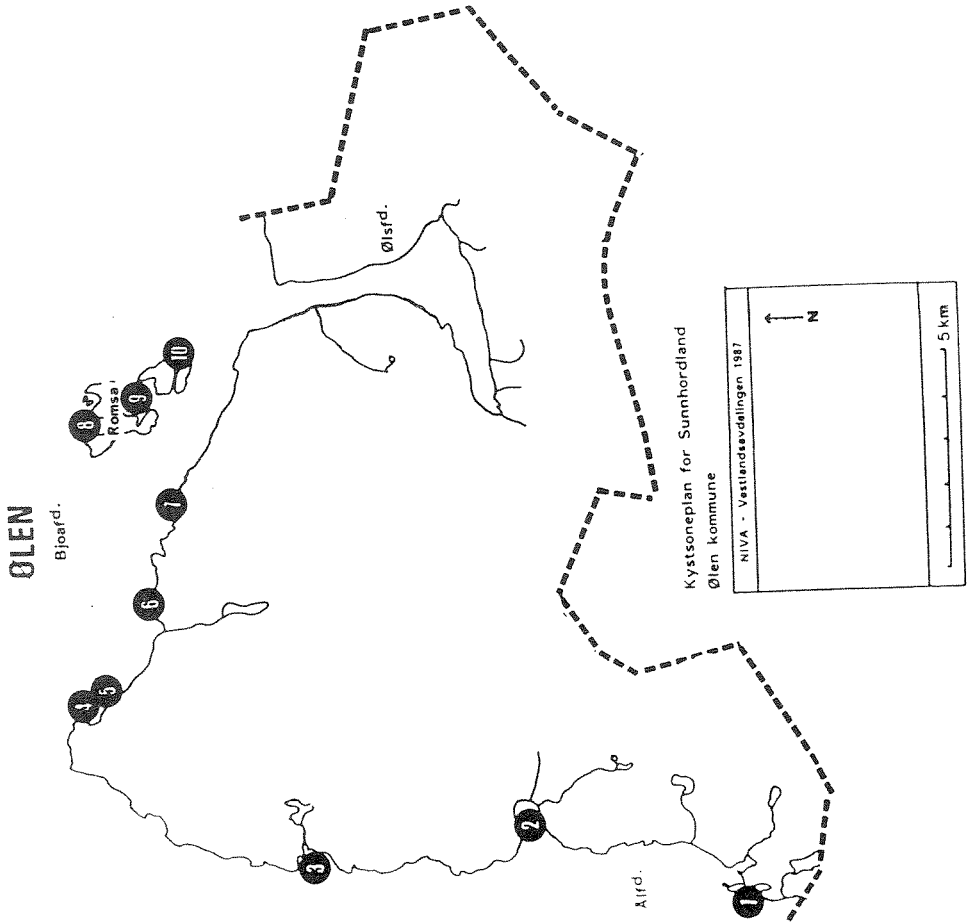 ØLEN
Bjoafd.
8
Romsa
9
10
7
6
4
5
Ølsfd.
3
2
Ålfd.
1
Kystsoneplan for Sunnhordland
Ølen kommune
NIVA - Vestlandsavdelingen 1987
N
5 km